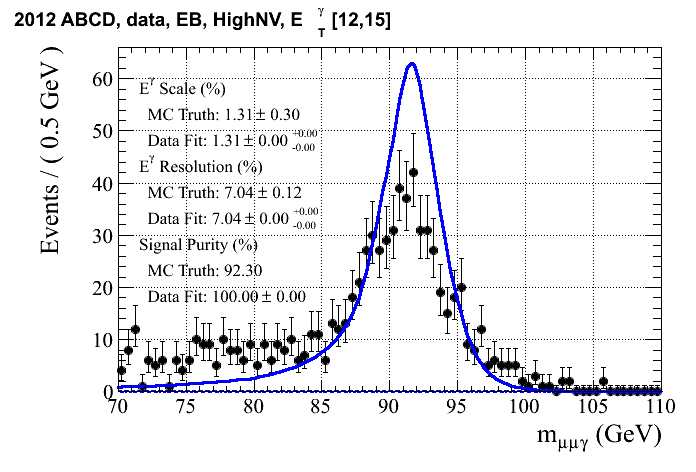 2012 ABCD, data, EB, HighNV, E_T^γ [12,15]
Events / ( 0.5 GeV )
60
50
40
30
20
10
0
E^γ Scale (%)
MC Truth: 1.31 ± 0.30
Data Fit: 1.31 ± 0.00 +0.00 -0.00
E^γ Resolution (%)
MC Truth: 7.04 ± 0.12
Data Fit: 7.04 ± 0.00 +0.00 -0.00
Signal Purity (%)
MC Truth: 92.30
Data Fit: 100.00 ± 0.00
70 75 80 85 90 95 100 105 110
m_μμγ (GeV)